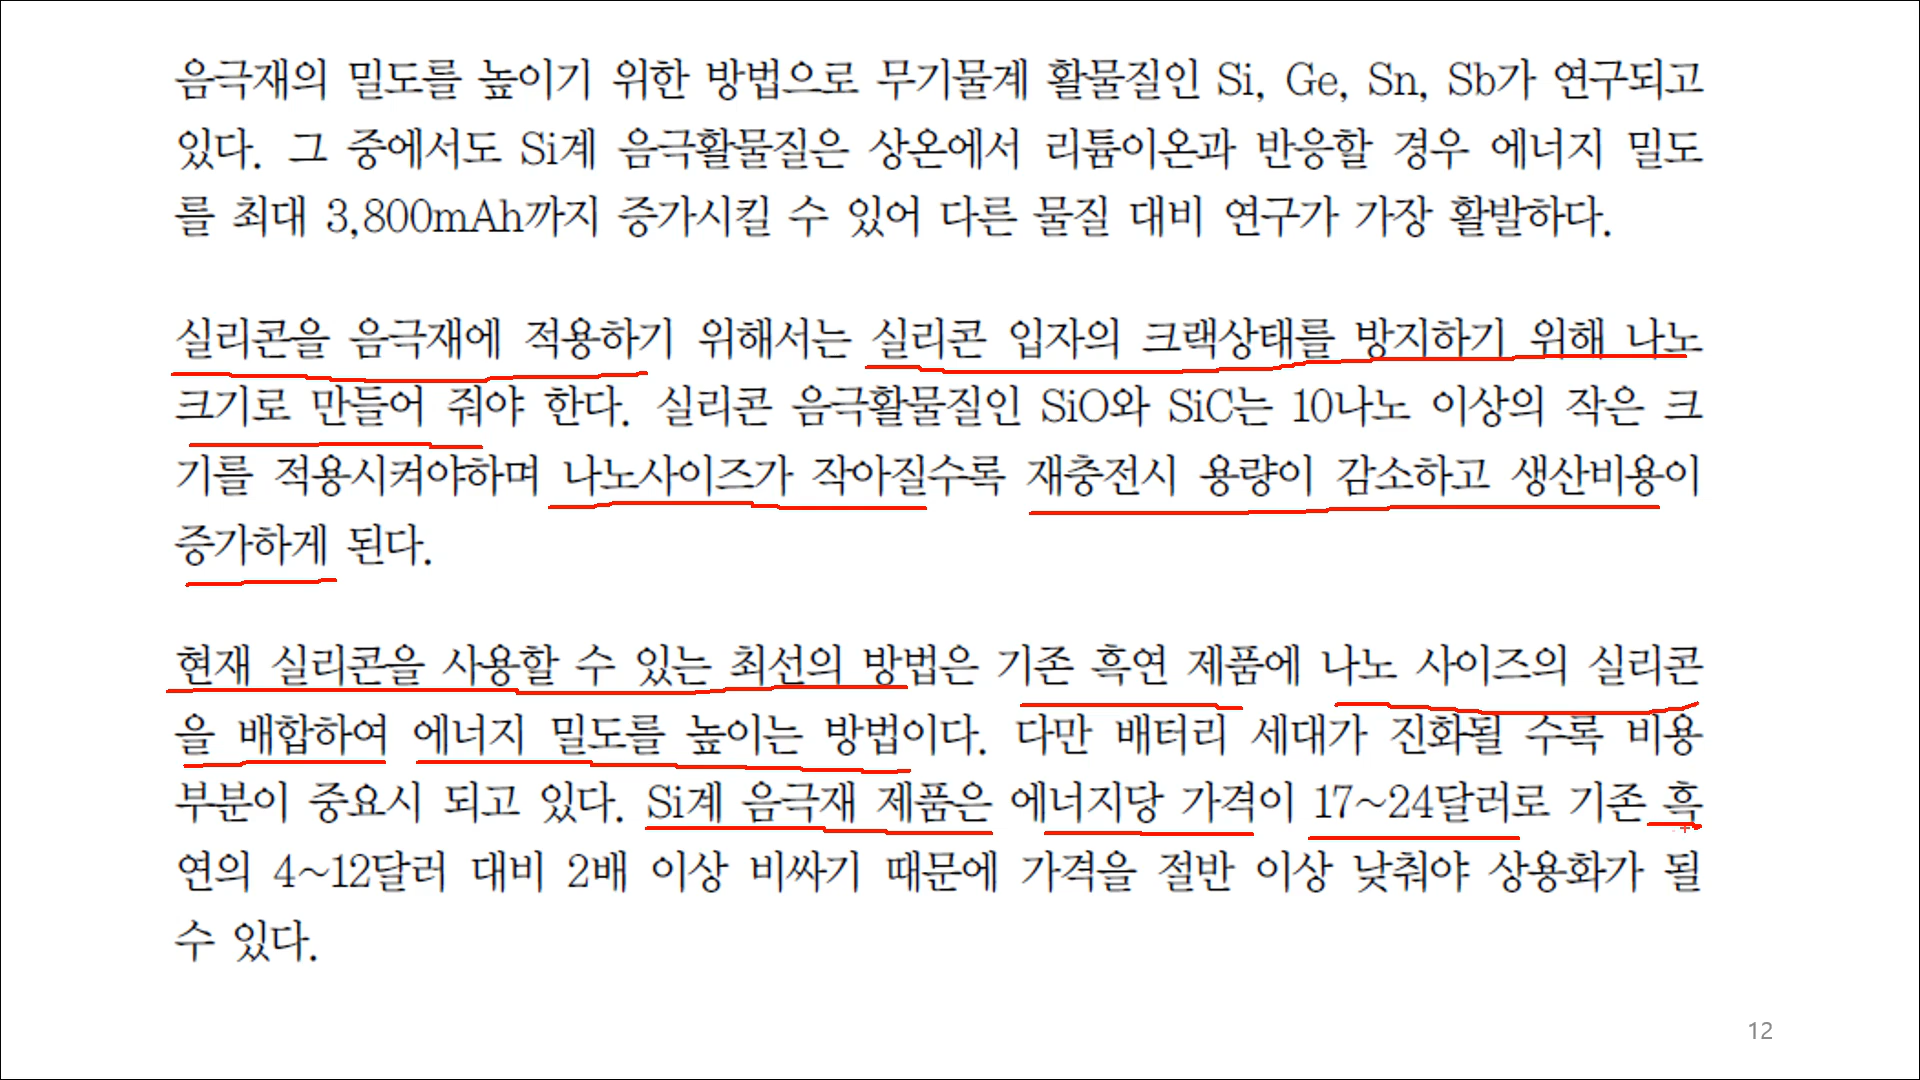 음극재의 밀도를 높이기 위한 방법으로 무기물계 활물질인 Si, Ge, Sn, Sb가 연구되고
있다. 그 중에서도 Si계 음극활물질은 상온에서 리튬이온과 반응할 경우 에너지 밀도
를 최대 3,800mAh까지 증가시킬 수 있어 다른 물질 대비 연구가 가장 활발하다.
실리콘을 음극재에 적용하기 위해서는 실리콘 입자의 크랙상태를 방지하기 위해 나노
크기로 만들어 줘야 한다. 실리콘 음극활물질인 SiO와 SiC는 10나노 이상의 작은 크
기를 적용시켜야하며 나노사이즈가 작아질수록 재충전시 용량이 감소하고 생산비용이
증가하게 된다.
현재 실리콘을 사용할 수 있는 최선의 방법은 기존 흑연 제품에 나노 사이즈의 실리콘
을 배합하여 에너지 밀도를 높이는 방법이다. 다만 배터리 세대가 진화될 수록 비용
부분이 중요시 되고 있다. Si계 음극재 제품은 에너지당 가격이 17~24달러로 기존 흑
연의 4~12달러 대비 2배 이상 비싸기 때문에 가격을 절반 이상 낮춰야 상용화가 될
수 있다.
12